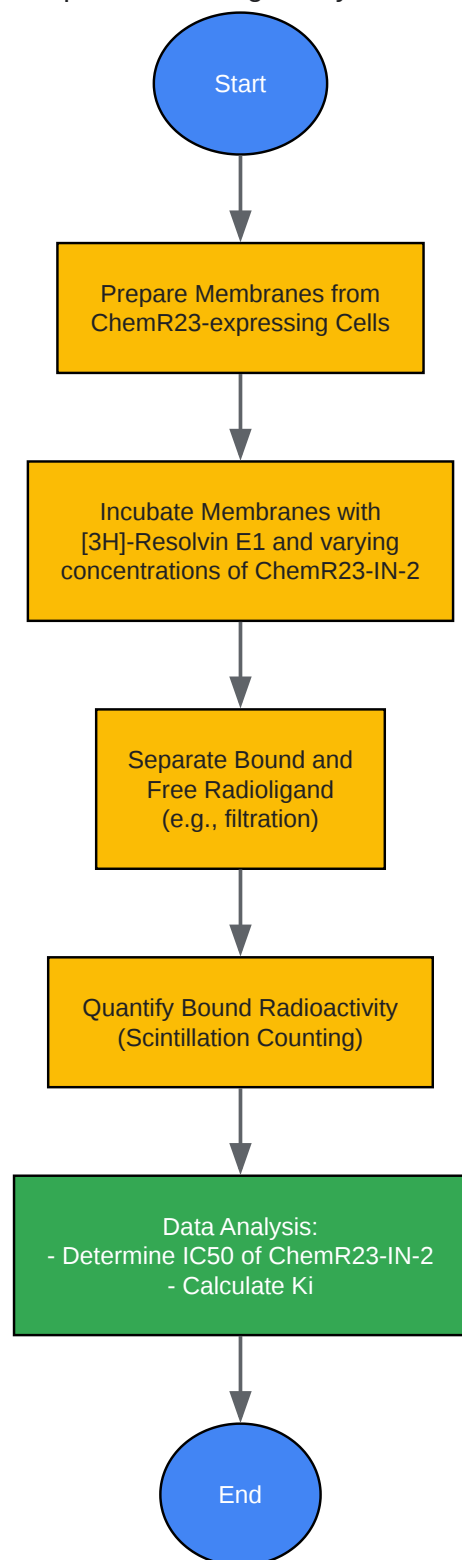 Start
Prepare Membranes from
ChemR23-expressing Cells
Incubate Membranes with
[3H]-Resolvin E1 and varying
concentrations of ChemR23-IN-2
Separate Bound and
Free Radioligand
(e.g., filtration)
Quantify Bound Radioactivity
(Scintillation Counting)
Data Analysis:
- Determine IC50 of ChemR23-IN-2
- Calculate Ki
End